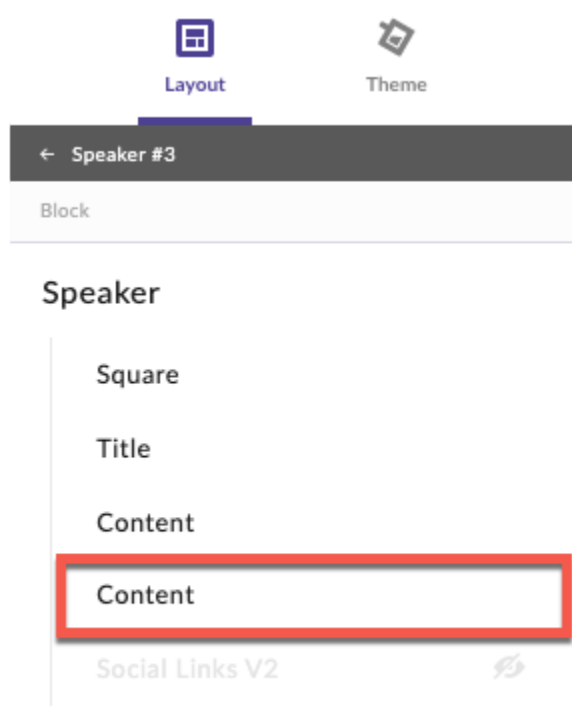 Layout Theme
← Speaker #3
Block
Speaker
Square
Title
Content
Content
Social Links V2